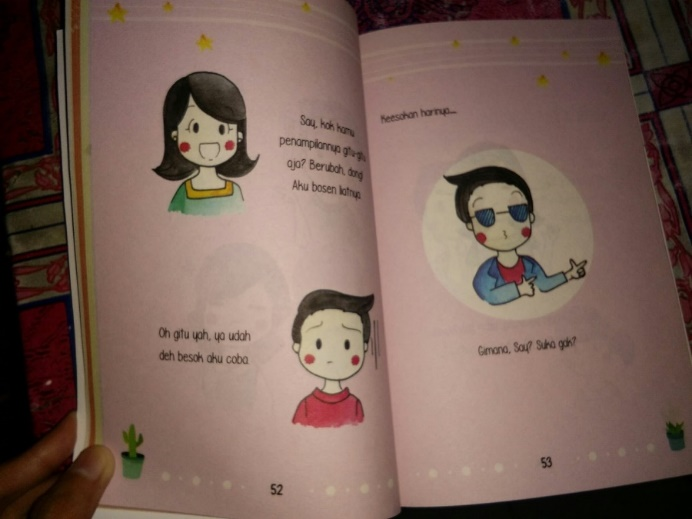 Say, kok kamu
penampilannya gitu-gitu
aja? Berubah, dong!
Aku bosen liatnya
Oh gitu yah, ya udah
deh besok aku coba
52
Keesokan harinya....
Gimana, Say? Suka gak?
53